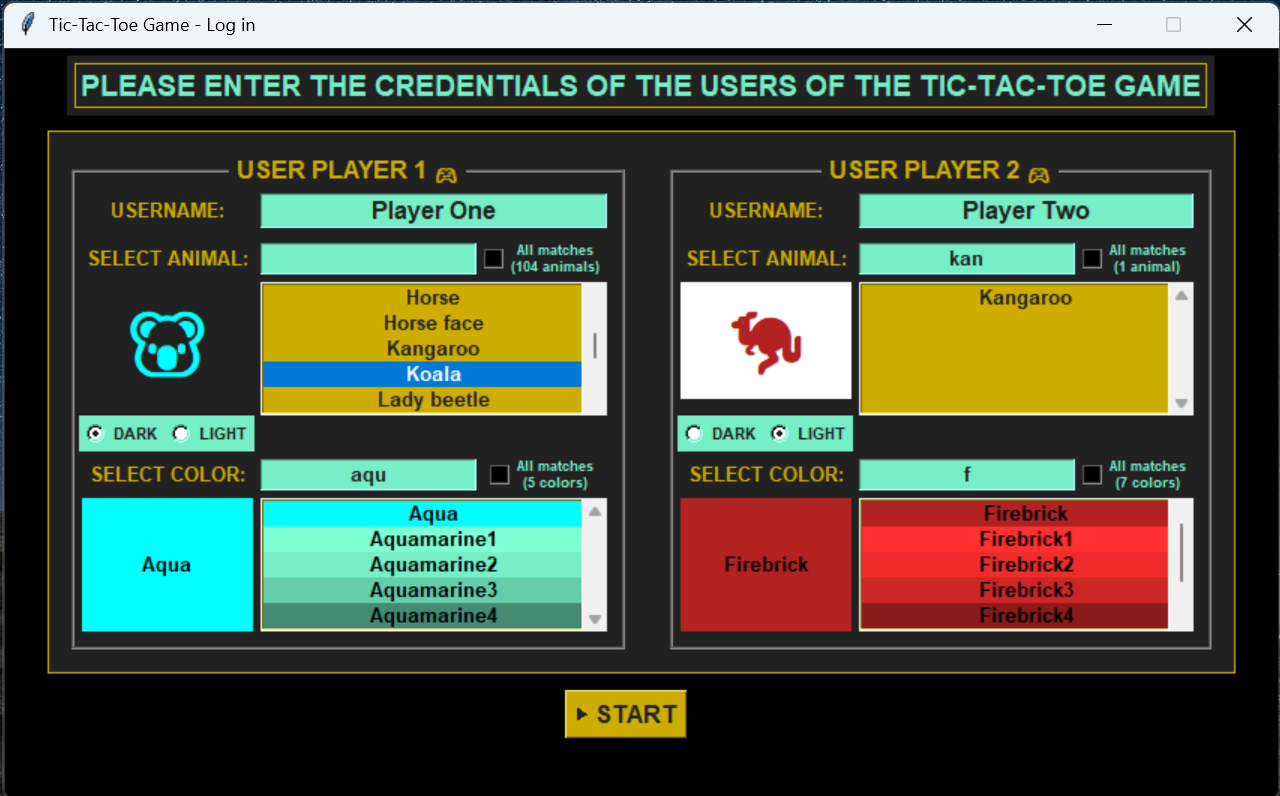 Tic-Tac-Toe Game - Log in
PLEASE ENTER THE CREDENTIALS OF THE USERS OF THE TIC-TAC-TOE GAME
USER PLAYER 1
USERNAME:
Player One
SELECT ANIMAL:
All matches
(104 animals)
Horse
Horse face
Kangaroo
Koala
Lady beetle
DARK
LIGHT
SELECT COLOR:
aqu
All matches
(5 colors)
Aqua
Aqua
Aquamarine1
Aquamarine2
Aquamarine3
Aquamarine4
USER PLAYER 2
USERNAME:
Player Two
SELECT ANIMAL:
kan
All matches
(1 animal)
Kangaroo
DARK
LIGHT
SELECT COLOR:
f
All matches
(7 colors)
Firebrick
Firebrick
Firebrick1
Firebrick2
Firebrick3
Firebrick4
START